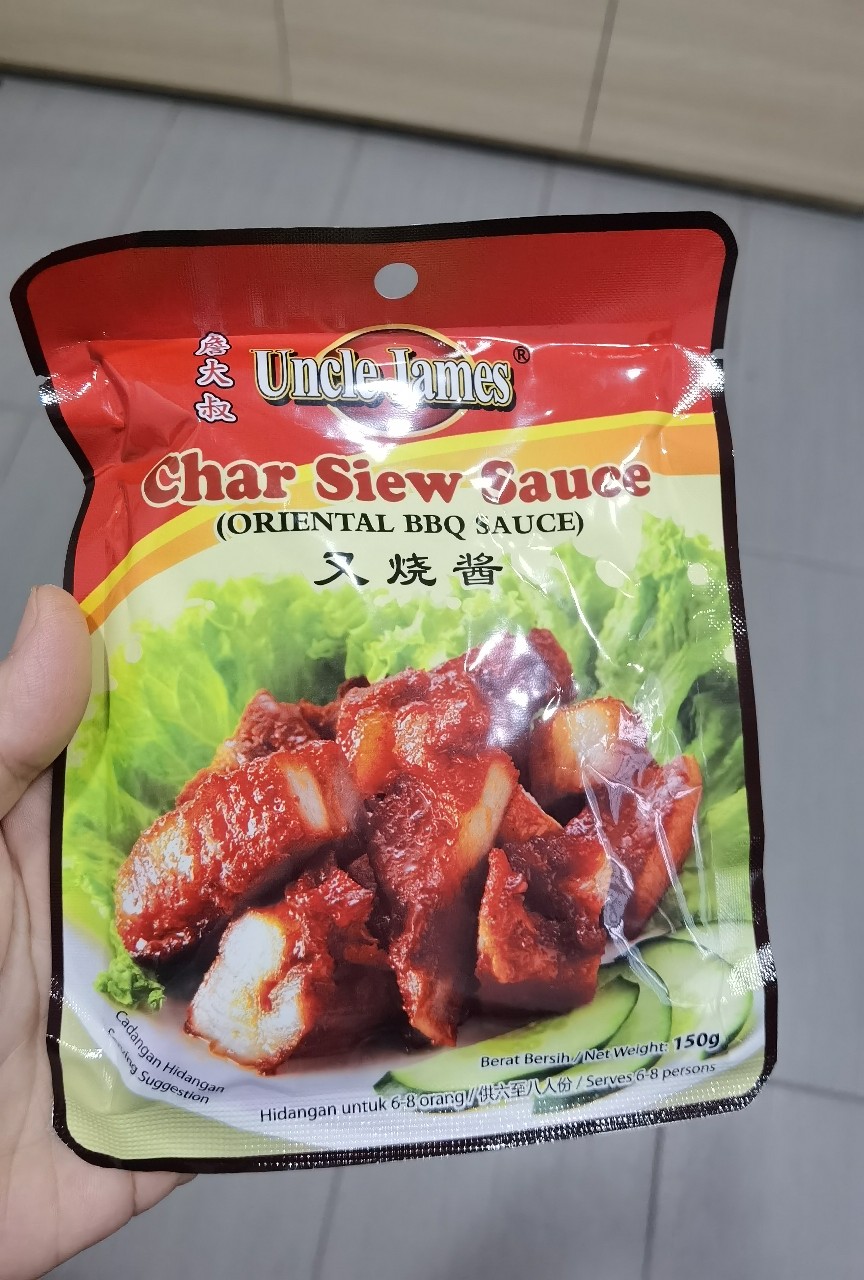 詹大叔
Uncle James®
Char Siew Sauce
(ORIENTAL BBQ SAUCE)
叉烧酱
Cadangan Hidangan
Serving Suggestion
Berat Bersih / Net Weight: 150g
Hidangan untuk 6-8 orang / 供六至八人份 / Serves 6-8 persons